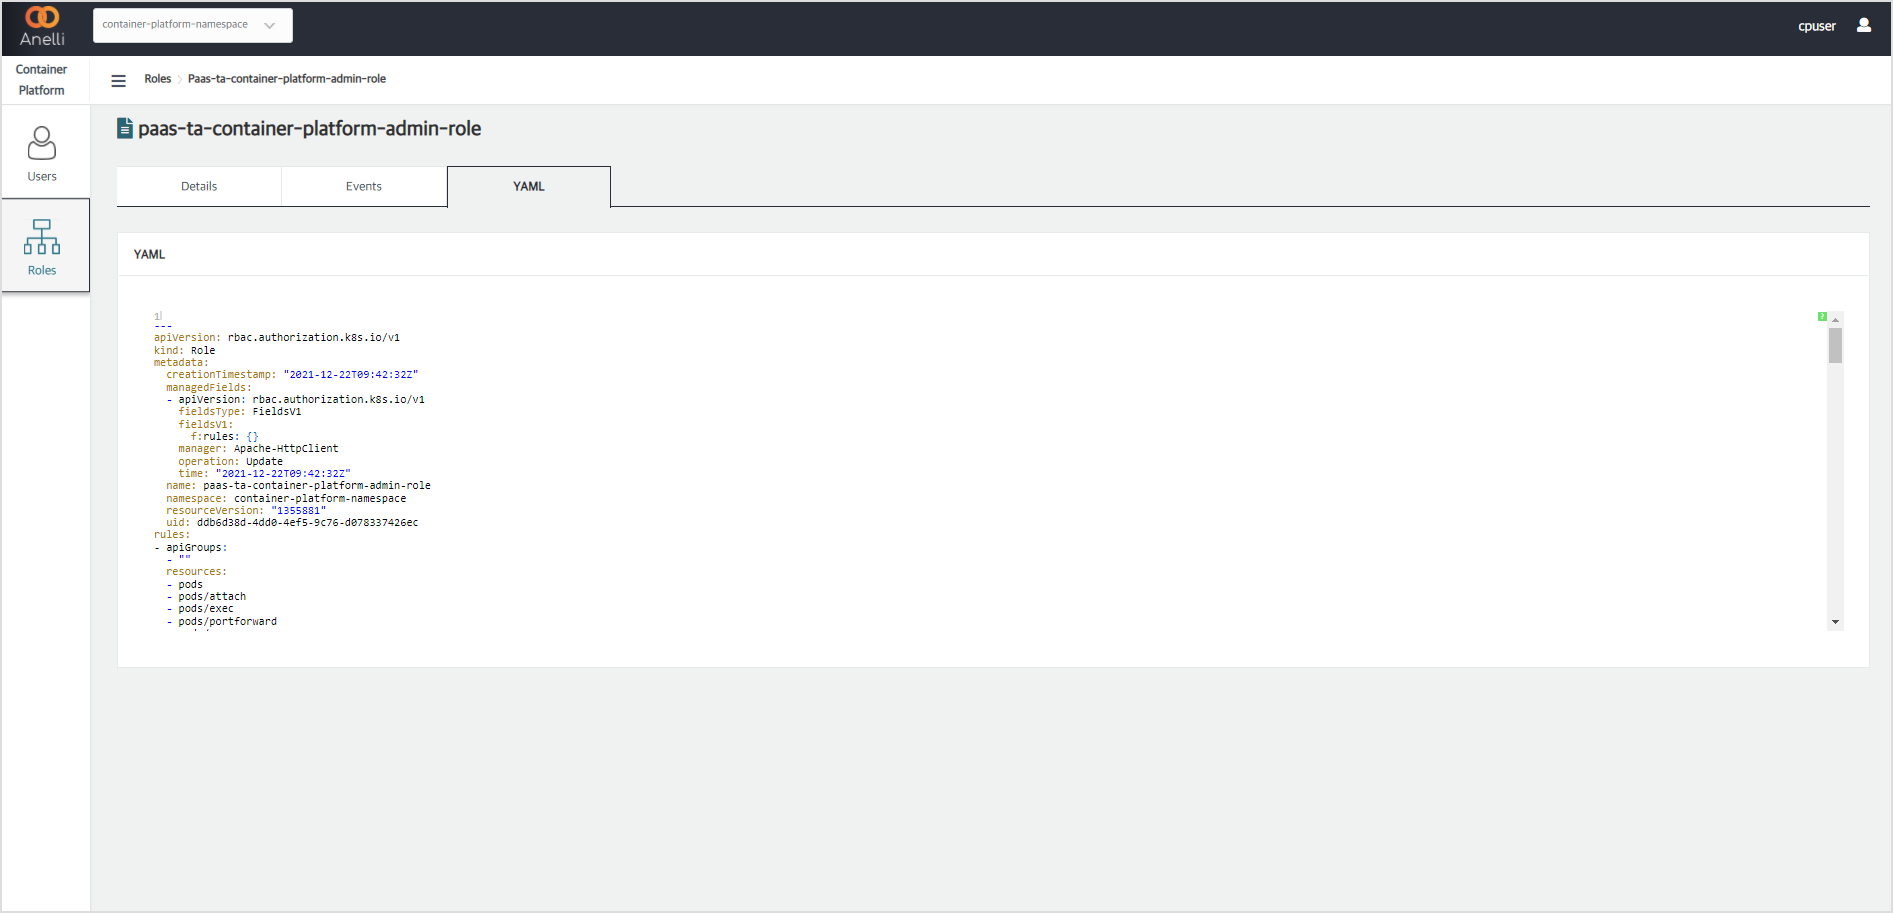 Anelli
container-platform-namespace
cpuser
Container
Platform
Roles
Paas-ta-container-platform-admin-role
Users
Roles
paas-ta-container-platform-admin-role
Details
Events
YAML
YAML
1
---
apiVersion: rbac.authorization.k8s.io/v1
kind: Role
metadata:
  creationTimestamp: "2021-12-22T09:42:32Z"
  managedFields:
  - apiVersion: rbac.authorization.k8s.io/v1
    fieldsType: FieldsV1
    fieldsV1:
      f:rules: {}
    manager: Apache-HttpClient
    operation: Update
    time: "2021-12-22T09:42:32Z"
  name: paas-ta-container-platform-admin-role
  namespace: container-platform-namespace
  resourceVersion: "1355881"
  uid: ddb6d38d-4dd0-4ef5-9c76-d078337426ec
rules:
- apiGroups:
  - ""
  resources:
  - pods
  - pods/attach
  - pods/exec
  - pods/portforward